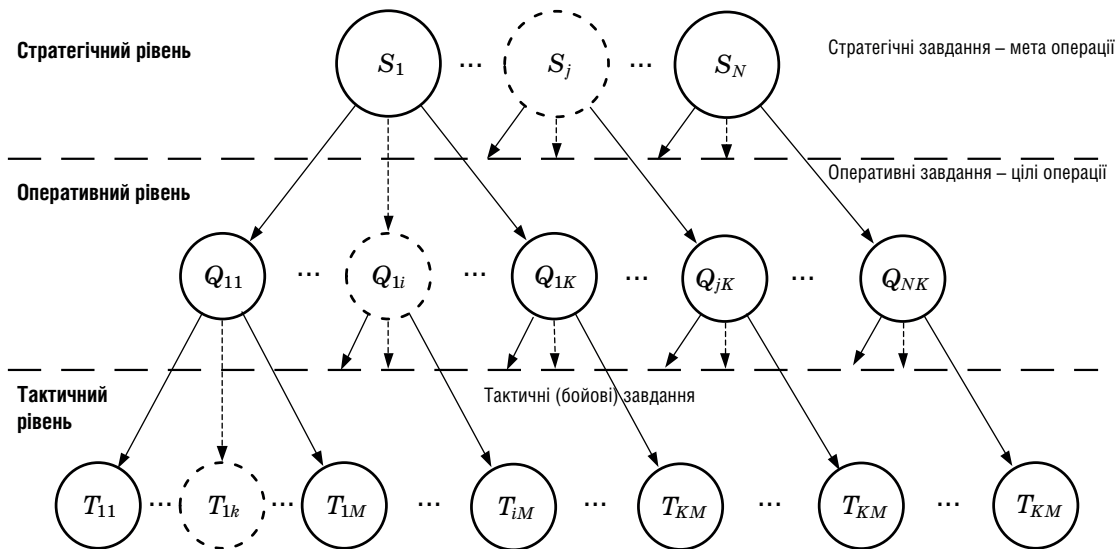 Стратегічний рівень
S1 ... Sj ... SN
Стратегічні завдання – мета операції
Оперативні завдання – цілі операції
Оперативний рівень
Q11 ... Q1i ... Q1K ... QjK ... QNK
Тактичний
рівень
Тактичні (бойові) завдання
T11 ... T1k ... T1M ... TiM ... TKM ... TKM ... TKM